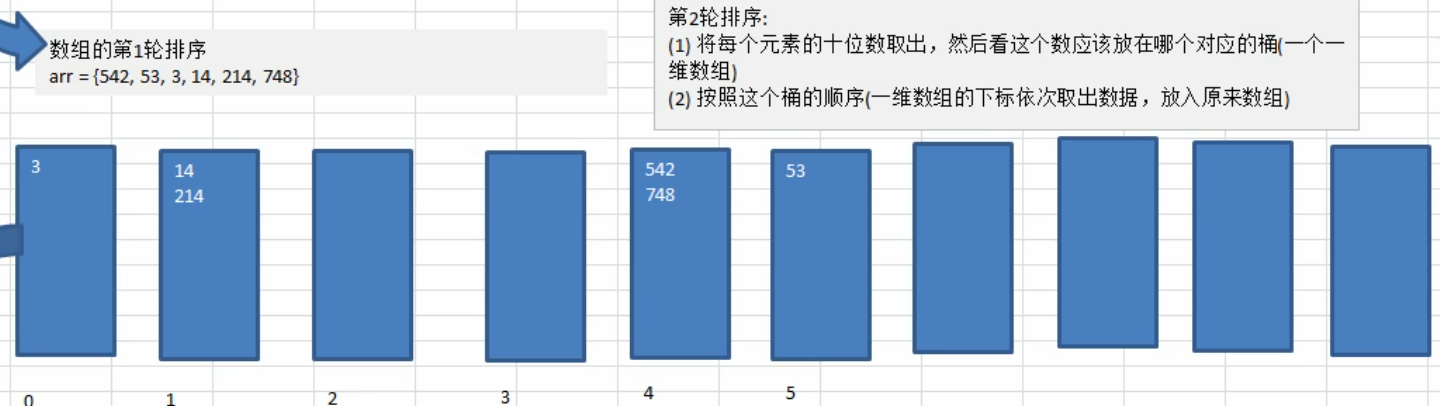 数组的第1轮排序
arr = {542, 53, 3, 14, 214, 748}
第2轮排序:
(1) 将每个元素的十位数取出，然后看这个数应该放在哪个对应的桶(一个一
维数组)
(2) 按照这个桶的顺序(一维数组的下标依次取出数据，放入原来数组)
3
14
214
542
748
53
0
1
2
3
4
5